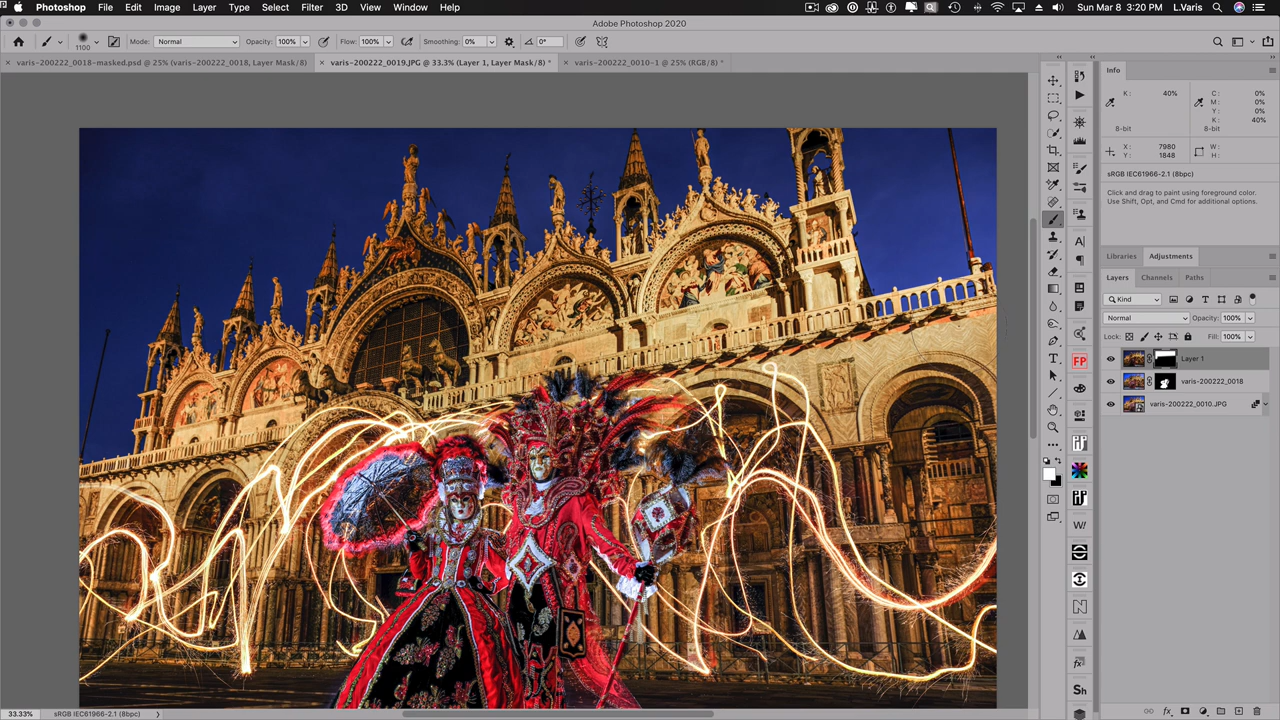 Photoshop File Edit Image Layer Type Select Filter 3D View Window Help Sun Mar 8 3:20 PM L.Varis
Adobe Photoshop 2020
1100 Mode: Normal Opacity: 100% Flow: 100% Smoothing: 0% 0°
× varis-200222_0018-masked.psd @ 25% (varis-200222_0018, Layer Mask/8) × varis-200222_0019.JPG @ 33.3% (Layer 1, Layer Mask/8) * × varis-200222_0010-1 @ 25% (RGB/8) *
Info
K: 40% C: 0%
M: 0%
Y: 0%
K: 40%
8-bit 8-bit
X: 7980 W:
Y: 1848 H:
sRGB IEC61966-2.1 (8bpc)
Click and drag to paint using foreground color.
Use Shift, Opt, and Cmd for additional options.
Libraries Adjustments
Layers Channels Paths
Kind
Normal Opacity: 100%
Lock: Fill: 100%
Layer 1
varis-200222_0018
varis-200222_0010.JPG
A|
T
FP
W!
N
fx
Sh
33.33% sRGB IEC61966-2.1 (8bpc)
fx